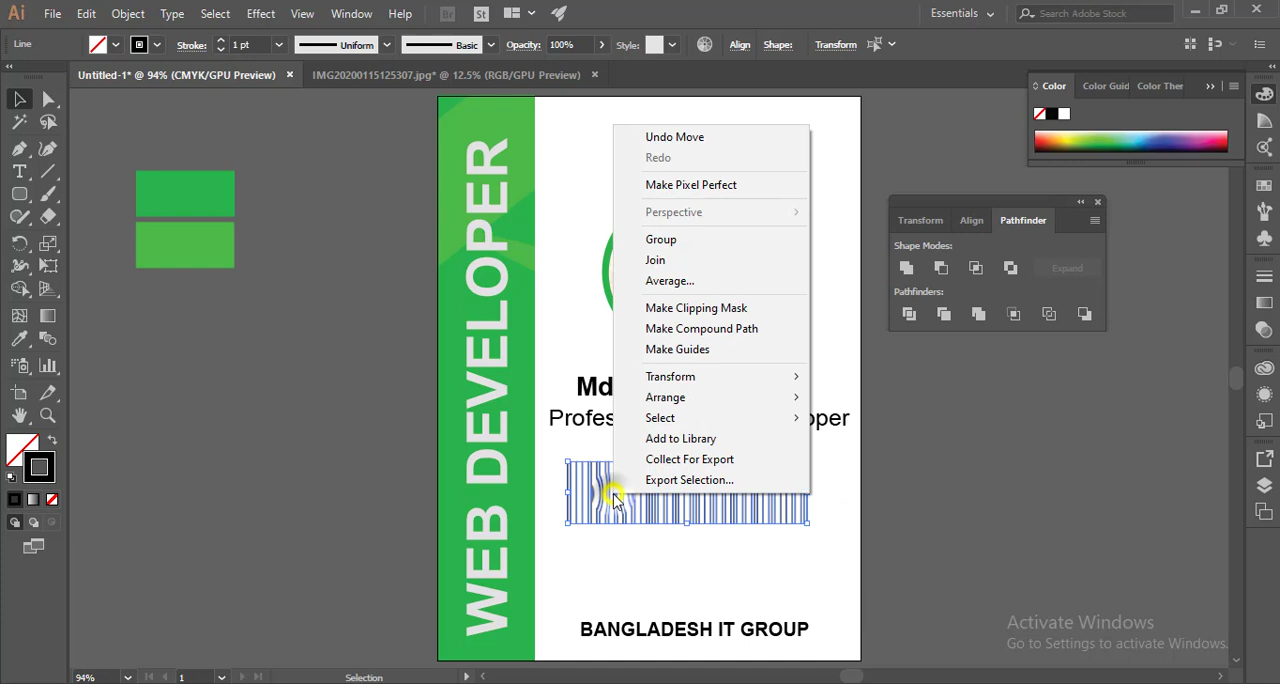 Ai File Edit Object Type Select Effect View Window Help Br St Essentials Search Adobe Stock
Line Stroke: 1 pt Uniform Basic Opacity: 100% Style: Align Shape: Transform
Untitled-1* @ 94% (CMYK/GPU Preview) × IMG20200115125307.jpg* @ 12.5% (RGB/GPU Preview) ×
Color Color Guid Color Ther
WEB DEVELOPER
Undo Move
Redo
Make Pixel Perfect
Perspective
Group
Join
Average...
Make Clipping Mask
Make Compound Path
Make Guides
Transform
Arrange
Select
Add to Library
Collect For Export
Export Selection...
Transform Align Pathfinder
Shape Modes:
Expand
Pathfinders:
Md
Profes oper
BANGLADESH IT GROUP
Activate Windows
Go to Settings to activate Windows.
94% 1 Selection